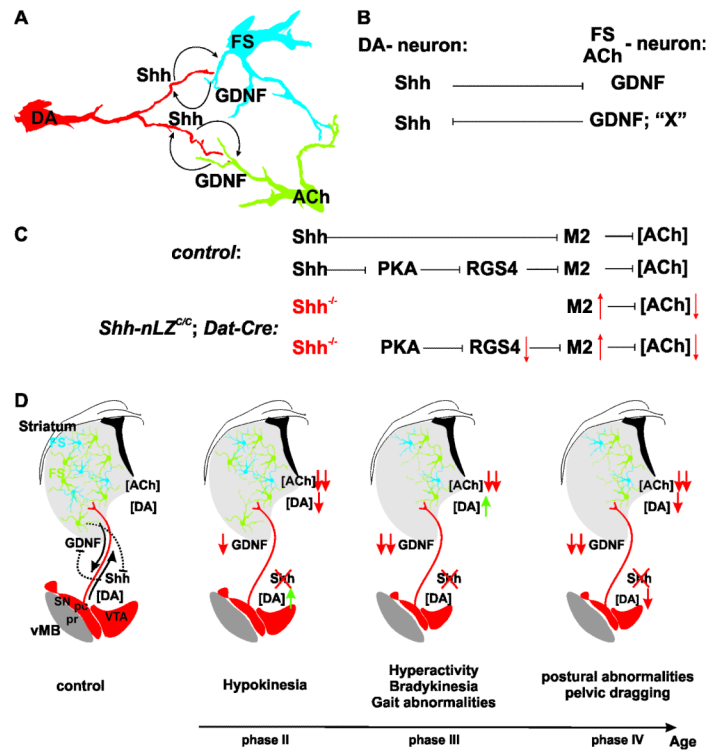 A
FS
Shh
GDNF
DA
Shh
GDNF
ACh
B
DA- neuron:
FS
ACh - neuron:
Shh GDNF
Shh GDNF; “X”
C
control:
Shh M2 [ACh]
Shh PKA RGS4 M2 [ACh]
Shh-nLZC/C; Dat-Cre:
Shh-/- M2 [ACh]
Shh-/- PKA RGS4 M2 [ACh]
D
Striatum
FS
FS
[ACh]
[DA]
GDNF
Shh
[DA]
SN
pc
pr
VTA
vMB
control
[ACh]
[DA]
GDNF
Shh
[DA]
Hypokinesia
[ACh]
[DA]
GDNF
Shh
[DA]
Hyperactivity
Bradykinesia
Gait abnormalities
[ACh]
[DA]
GDNF
Shh
[DA]
postural abnormalities
pelvic dragging
phase II phase III phase IV Age